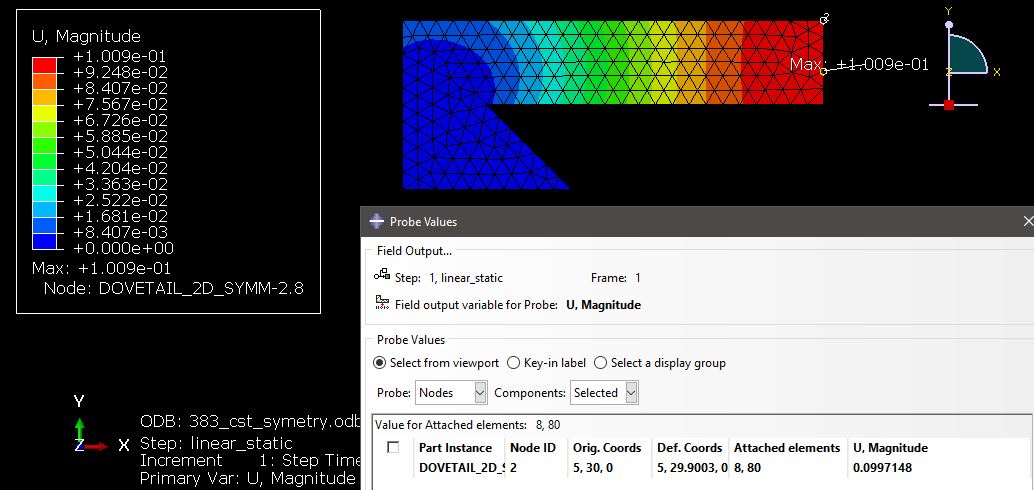 U, Magnitude
+1.009e-01
+9.248e-02
+8.407e-02
+7.567e-02
+6.726e-02
+5.885e-02
+5.044e-02
+4.204e-02
+3.363e-02
+2.522e-02
+1.681e-02
+8.407e-03
+0.000e+00
Max: +1.009e-01
Node: DOVETAIL_2D_SYMM-2.8
2
Max: +1.009e-01
Y
Z X
Probe Values
Field Output...
Step: 1, linear_static Frame: 1
Field output variable for Probe: U, Magnitude
Probe Values
Select from viewport Key-in label Select a display group
Probe: Nodes Components: Selected
Value for Attached elements: 8, 80
Part Instance Node ID Orig. Coords Def. Coords Attached elements U, Magnitude
DOVETAIL_2D_ 2 5, 30, 0 5, 29.9003, 0 8, 80 0.0997148
Y
Z X
ODB: 383_cst_symetry.odb
Step: linear_static
Increment 1: Step Time
Primary Var: U, Magnitude